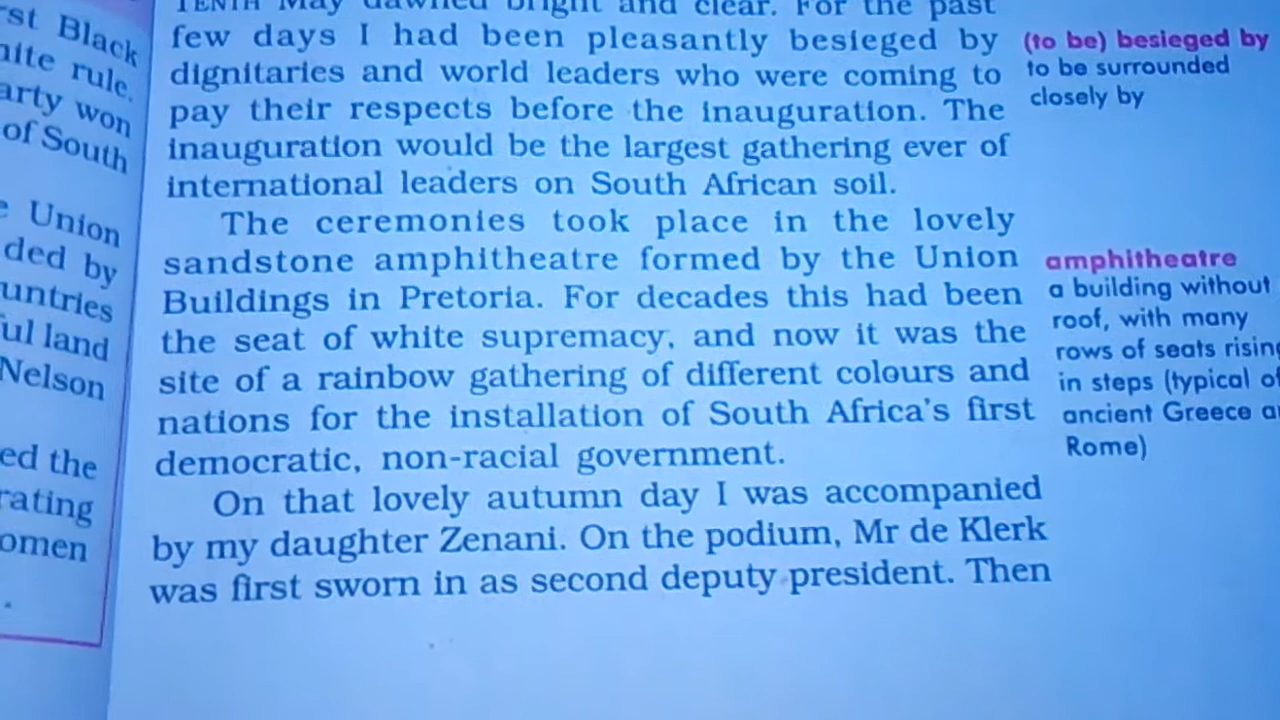 rst Black
hite rule.
arty won
of South
e Union
ded by
untries
ful land
Nelson
ed the
rating
omen
TENTH May dawned bright and clear. For the past
few days I had been pleasantly besieged by
dignitaries and world leaders who were coming to
pay their respects before the inauguration. The
inauguration would be the largest gathering ever of
international leaders on South African soil.
The ceremonies took place in the lovely
sandstone amphitheatre formed by the Union
Buildings in Pretoria. For decades this had been
the seat of white supremacy, and now it was the
site of a rainbow gathering of different colours and
nations for the installation of South Africa's first
democratic, non-racial government.
On that lovely autumn day I was accompanied
by my daughter Zenani. On the podium, Mr de Klerk
was first sworn in as second deputy president. Then
(to be) besieged by
to be surrounded
closely by
amphitheatre
a building without
roof, with many
rows of seats rising
in steps (typical of
ancient Greece a
Rome)